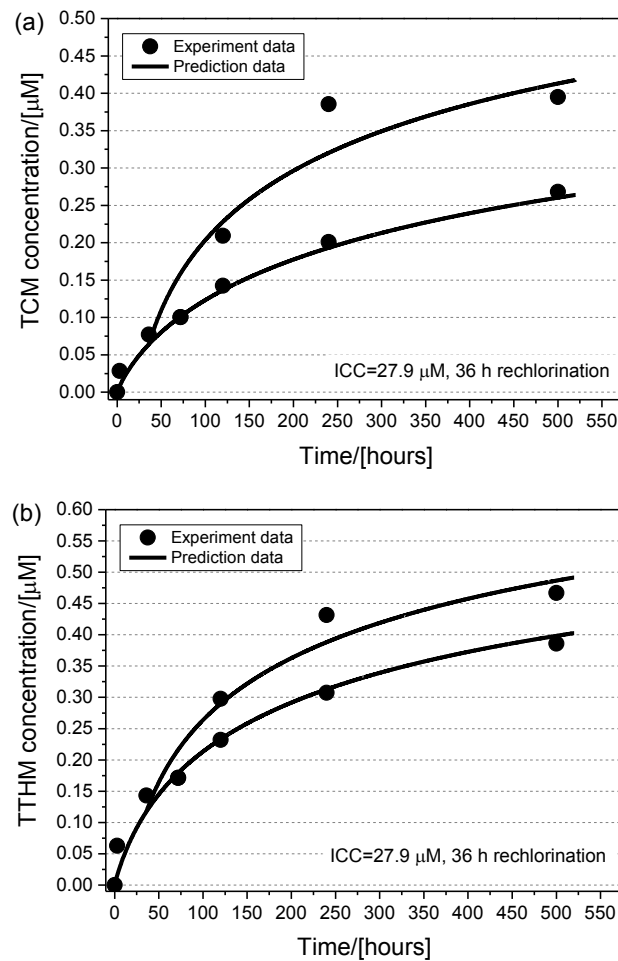 (a)
0.50
0.45
0.40
0.35
0.30
0.25
0.20
0.15
0.10
0.05
0.00
TCM concentration/[μM]
Experiment data
Prediction data
ICC=27.9 μM, 36 h rechlorination
0 50 100 150 200 250 300 350 400 450 500 550
Time/[hours]
(b)
0.60
0.55
0.50
0.45
0.40
0.35
0.30
0.25
0.20
0.15
0.10
0.05
0.00
TTHM concentration/[μM]
Experiment data
Prediction data
ICC=27.9 μM, 36 h rechlorination
0 50 100 150 200 250 300 350 400 450 500 550
Time/[hours]